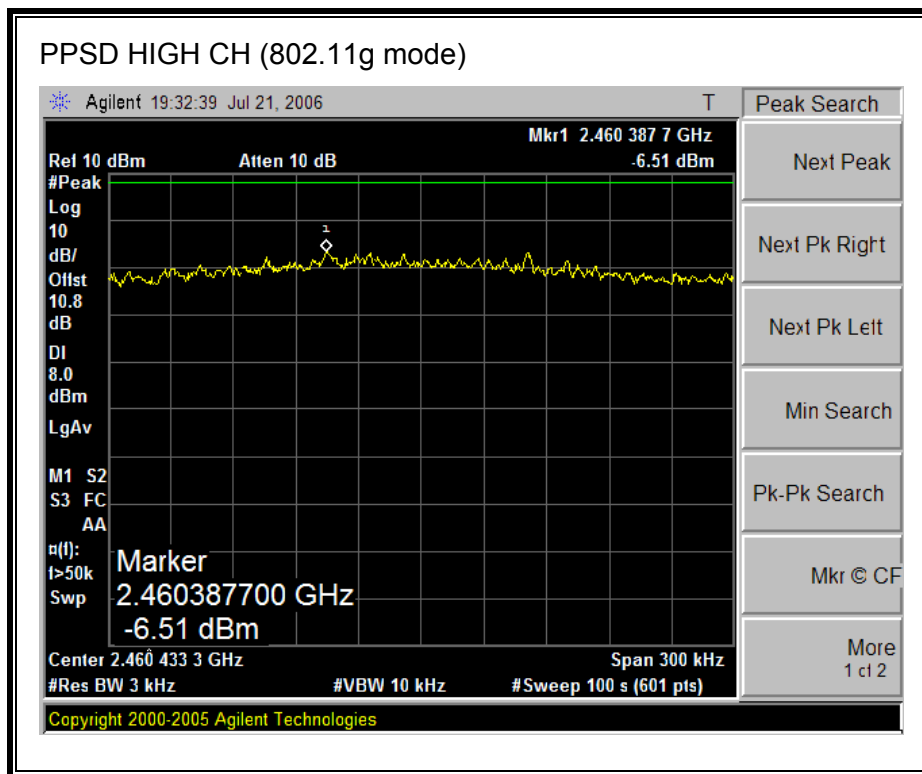 PPSD HIGH CH (802.11g mode)
Agilent 19:32:39 Jul 21, 2006 T
Peak Search
Mkr1 2.460 387 7 GHz
Ref 10 dBm Atten 10 dB -6.51 dBm
#Peak
Log
10
dB/
Offst
10.8
dB
DI
8.0
dBm
LgAv
M1 S2
S3 FC
AA
¤(f):
f>50k
Swp
1
Marker
2.460387700 GHz
-6.51 dBm
Center 2.460 433 3 GHz Span 300 kHz
#Res BW 3 kHz #VBW 10 kHz #Sweep 100 s (601 pts)
Copyright 2000-2005 Agilent Technologies
Next Peak
Next Pk Right
Next Pk Left
Min Search
Pk-Pk Search
Mkr © CF
More
1 of 2